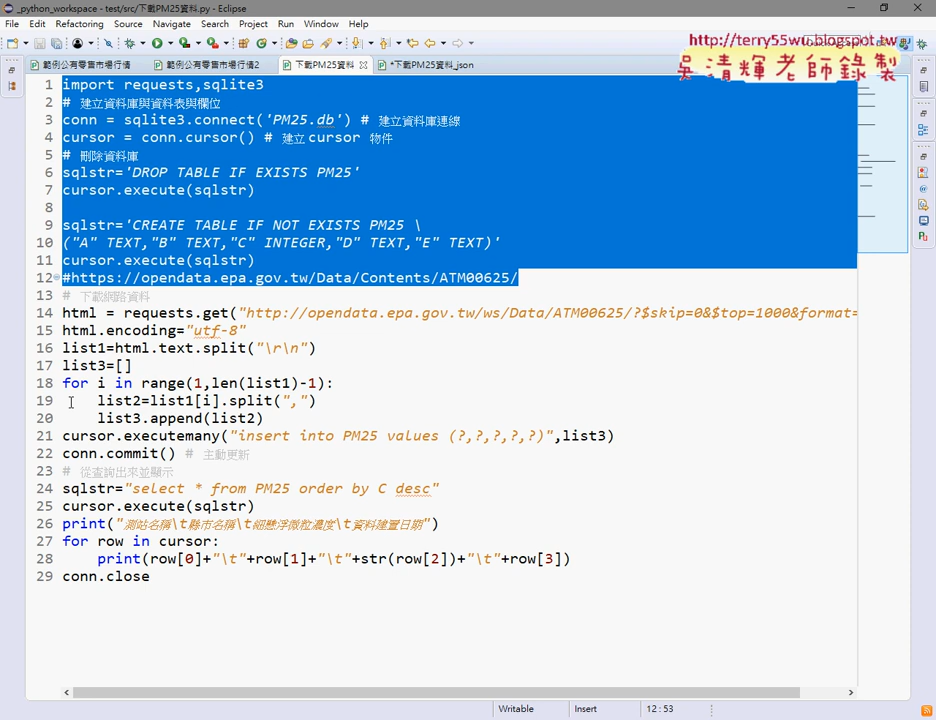 _python_workspace - test/src/下載PM25資料.py - Eclipse
File Edit Refactoring Source Navigate Search Project Run Window Help
http://terry55wu.blogspot.tw
吳清輝老師錄製
範例公有零售市場行情 範例公有零售市場行情2 下載PM25資料 *下載PM25資料_json
1 import requests,sqlite3
2 # 建立資料庫與資料表與欄位
3 conn = sqlite3.connect('PM25.db') # 建立資料庫連線
4 cursor = conn.cursor() # 建立 cursor 物件
5 # 刪除資料庫
6 sqlstr='DROP TABLE IF EXISTS PM25'
7 cursor.execute(sqlstr)
8
9 sqlstr='CREATE TABLE IF NOT EXISTS PM25 \
10 ("A" TEXT,"B" TEXT,"C" INTEGER,"D" TEXT,"E" TEXT)'
11 cursor.execute(sqlstr)
12 #https://opendata.epa.gov.tw/Data/Contents/ATM00625/
13 # 下載網路資料
14 html = requests.get("http://opendata.epa.gov.tw/ws/Data/ATM00625/?$skip=0&$top=1000&format=
15 html.encoding="utf-8"
16 list1=html.text.split("\r\n")
17 list3=[]
18 for i in range(1,len(list1)-1):
19 list2=list1[i].split(",")
20 list3.append(list2)
21 cursor.executemany("insert into PM25 values (?,?,?,?,?)",list3)
22 conn.commit() # 主動更新
23 # 從查詢出來並顯示
24 sqlstr="select * from PM25 order by C desc"
25 cursor.execute(sqlstr)
26 print("測站名稱\t縣市名稱\t細懸浮微粒濃度\t資料建置日期")
27 for row in cursor:
28 print(row[0]+"\t"+row[1]+"\t"+str(row[2])+"\t"+row[3])
29 conn.close
Writable Insert 12:53